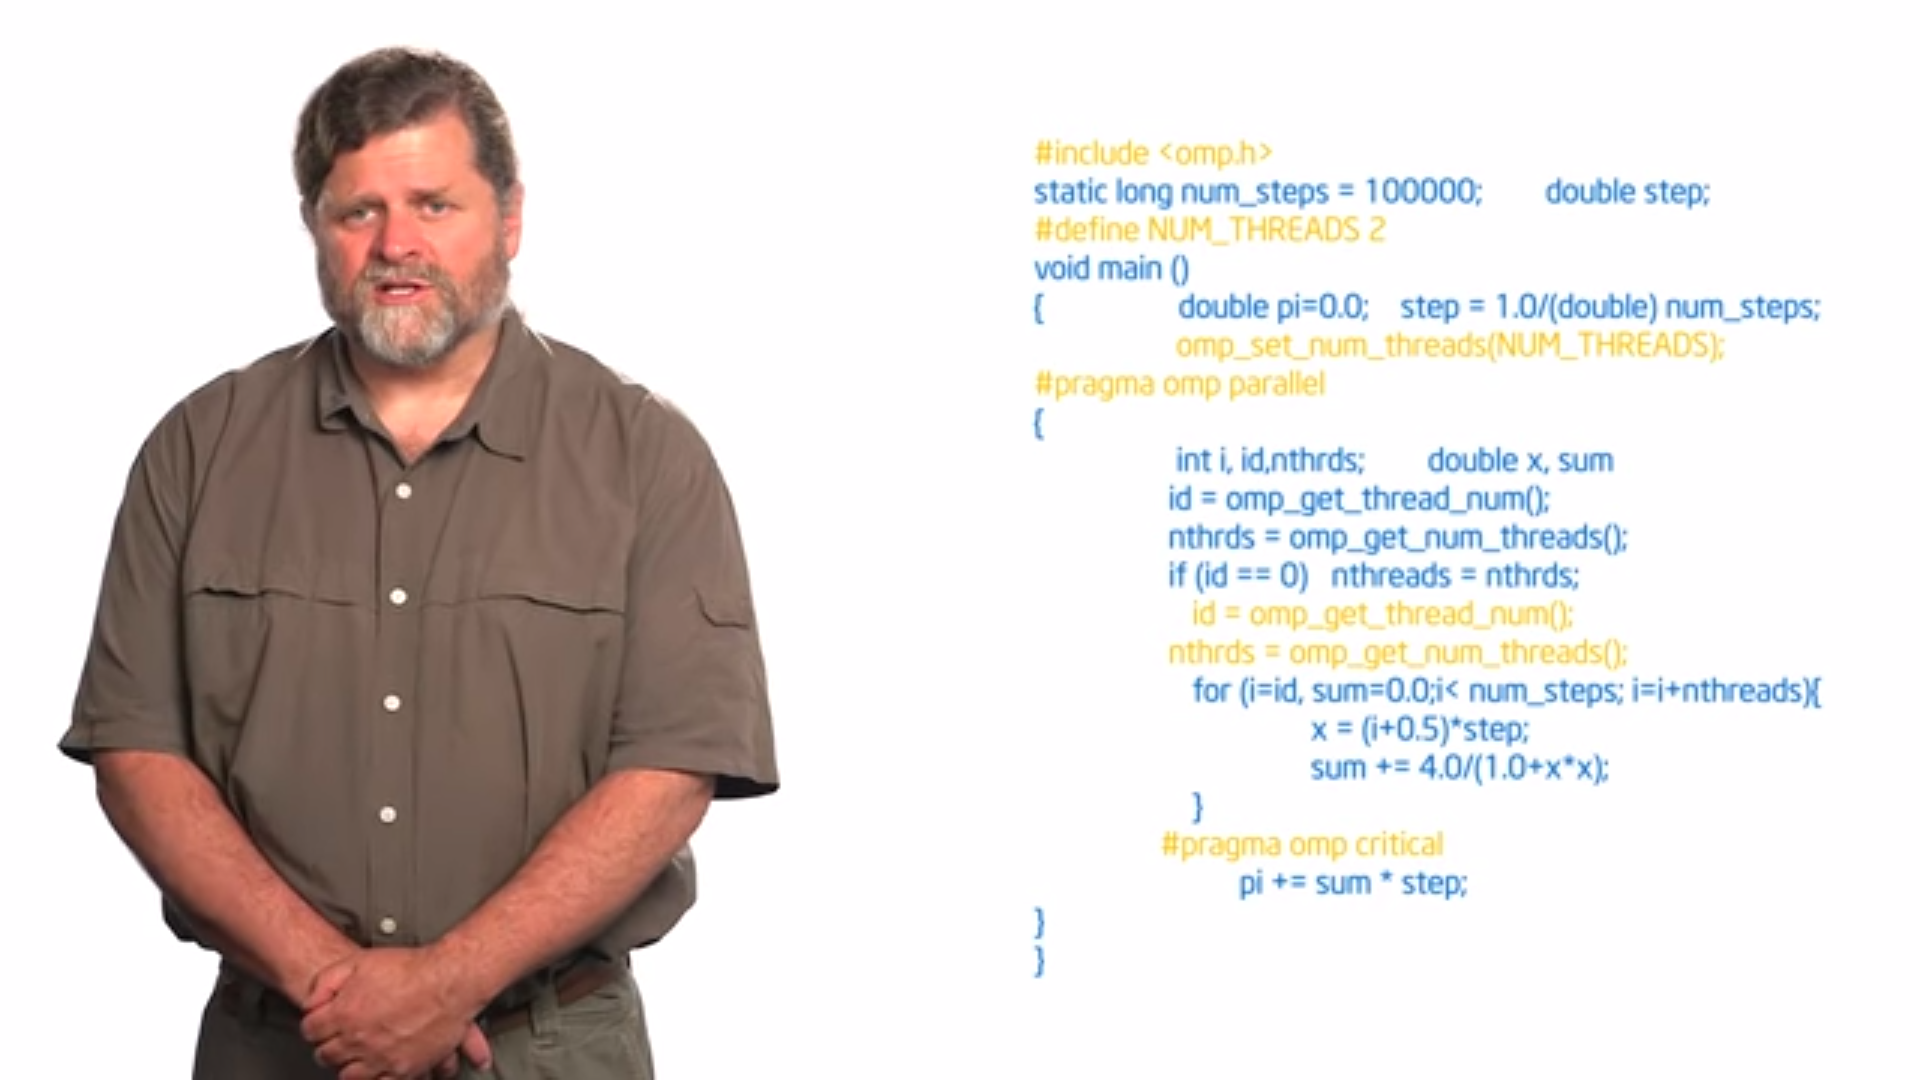 #include <omp.h>
static long num_steps = 100000; double step;
#define NUM_THREADS 2
void main ()
{ double pi=0.0; step = 1.0/(double) num_steps;
omp_set_num_threads(NUM_THREADS);
#pragma omp parallel
{
int i, id,nthrds; double x, sum
id = omp_get_thread_num();
nthrds = omp_get_num_threads();
if (id == 0) nthreads = nthrds;
id = omp_get_thread_num();
nthrds = omp_get_num_threads();
for (i=id, sum=0.0;i< num_steps; i=i+nthreads){
x = (i+0.5)*step;
sum += 4.0/(1.0+x*x);
}
#pragma omp critical
pi += sum * step;
}
}